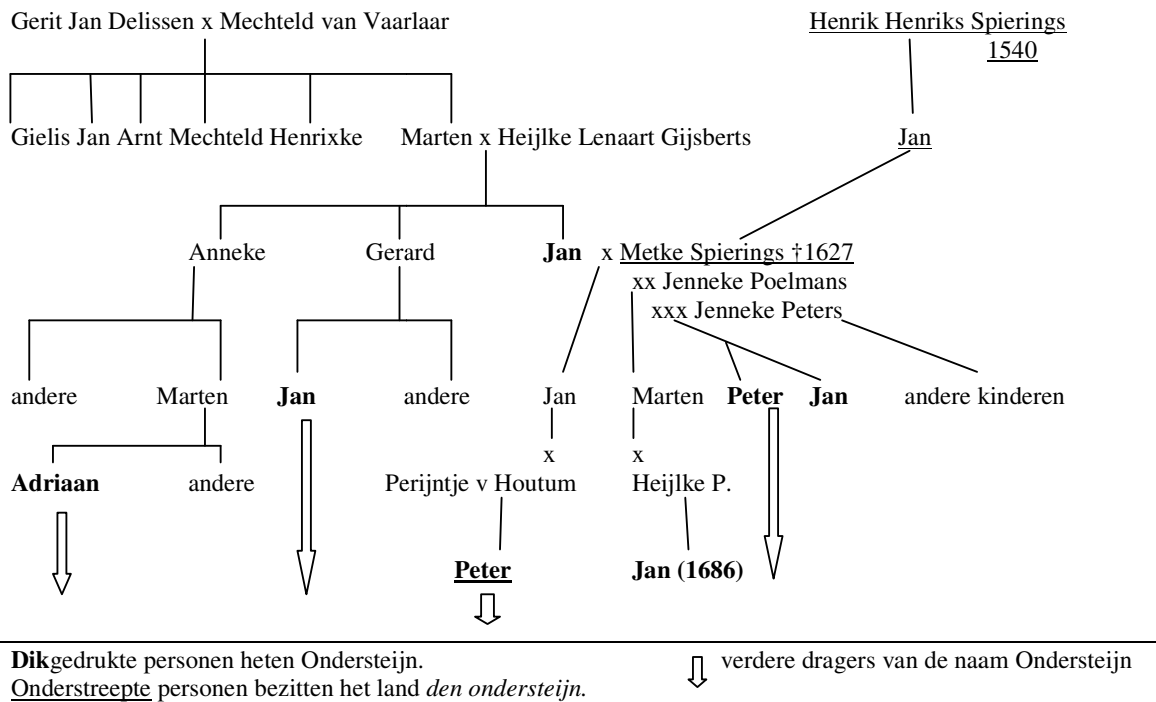 Gerit Jan Delissen x Mechteld van Vaarlaar
Henrik Henriks Spierings
1540
Gielis Jan Arnt Mechteld Henrixke
Marten x Heijlke Lenaart Gijsberts
Jan
Anneke
Gerard
Jan
x Metke Spierings †1627
xx Jenneke Poelmans
xxx Jenneke Peters
andere
Marten
Jan
andere
Jan
Marten
Peter
Jan
andere kinderen
x
x
Adriaan
andere
Perijntje v Houtum
Heijlke P.
Peter
Jan (1686)
Dikgedrukte personen heten Ondersteijn.
verdere dragers van de naam Ondersteijn
Onderstreepte personen bezitten het land den ondersteijn.